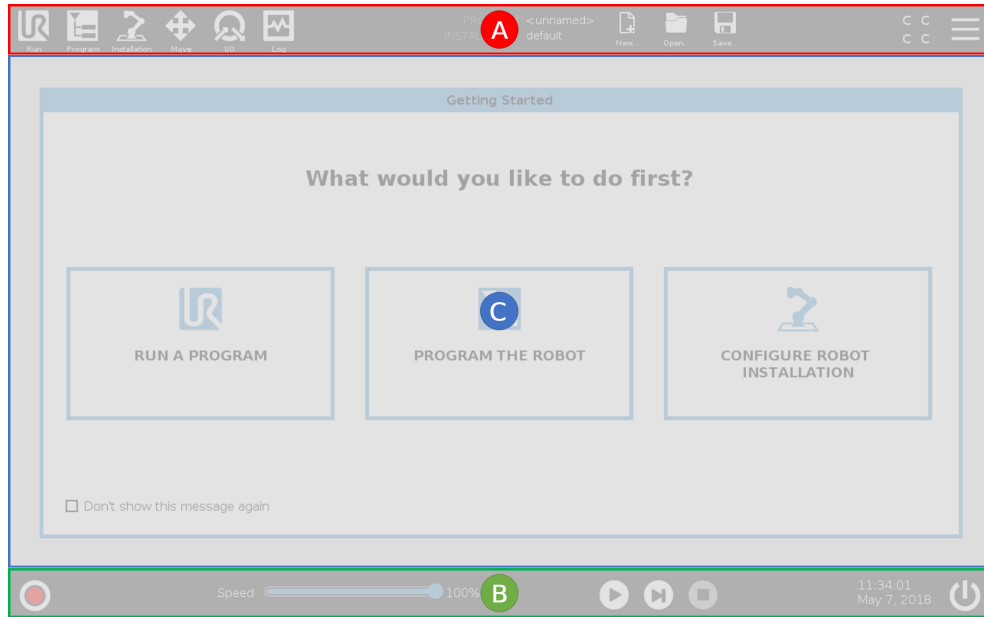 <unnamed>
default
A
C C
C C
Run
Program
Installation
Move
I/O
Log
New...
Open...
Save...
Getting Started
What would you like to do first?
C
RUN A PROGRAM
PROGRAM THE ROBOT
CONFIGURE ROBOT
INSTALLATION
Don't show this message again
Speed
100%
B
11:34:01
May 7, 2018